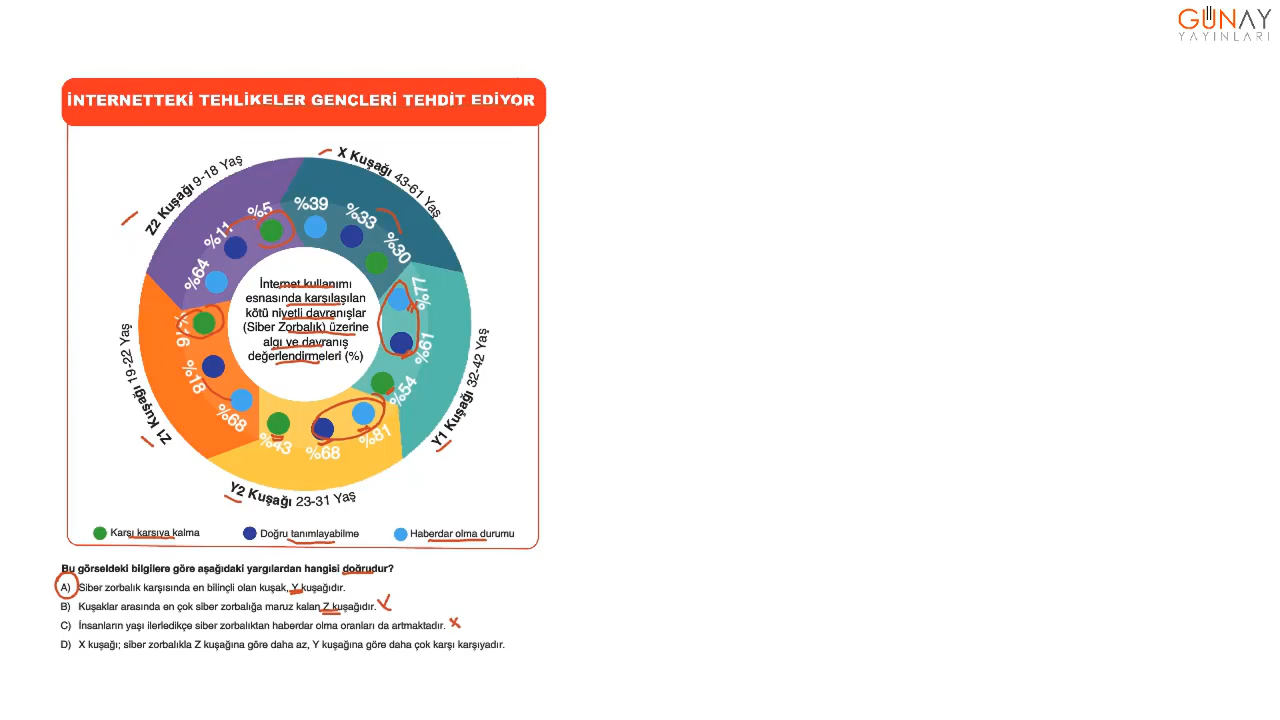 GÜNAY
YAYINLARI
İNTERNETTEKİ TEHLİKELER GENÇLERİ TEHDİT EDİYOR
Z2 Kuşağı 9-18 Yaş
X Kuşağı 43-61 Yaş
%64
%11
%5
%39
%33
%30
%77
%61
%54
%81
%68
%43
%68
%18
İnternet kullanımı
esnasında karşılaşılan
kötü niyetli davranışlar
(Siber Zorbalık) üzerine
algı ve davranış
değerlendirmeleri (%)
Z1 Kuşağı 19-22 Yaş
Y1 Kuşağı 32-42 Yaş
Y2 Kuşağı 23-31 Yaş
Karşı karşıya kalma
Doğru tanımlayabilme
Haberdar olma durumu
Bu görseldeki bilgilere göre aşağıdaki yargılardan hangisi doğrudur?
A) Siber zorbalık karşısında en bilinçli olan kuşak, Y kuşağıdır.
B) Kuşaklar arasında en çok siber zorbalığa maruz kalan Z kuşağıdır.
C) İnsanların yaşı ilerledikçe siber zorbalıktan haberdar olma oranları da artmaktadır.
D) X kuşağı; siber zorbalıkla Z kuşağına göre daha az, Y kuşağına göre daha çok karşı karşıyadır.